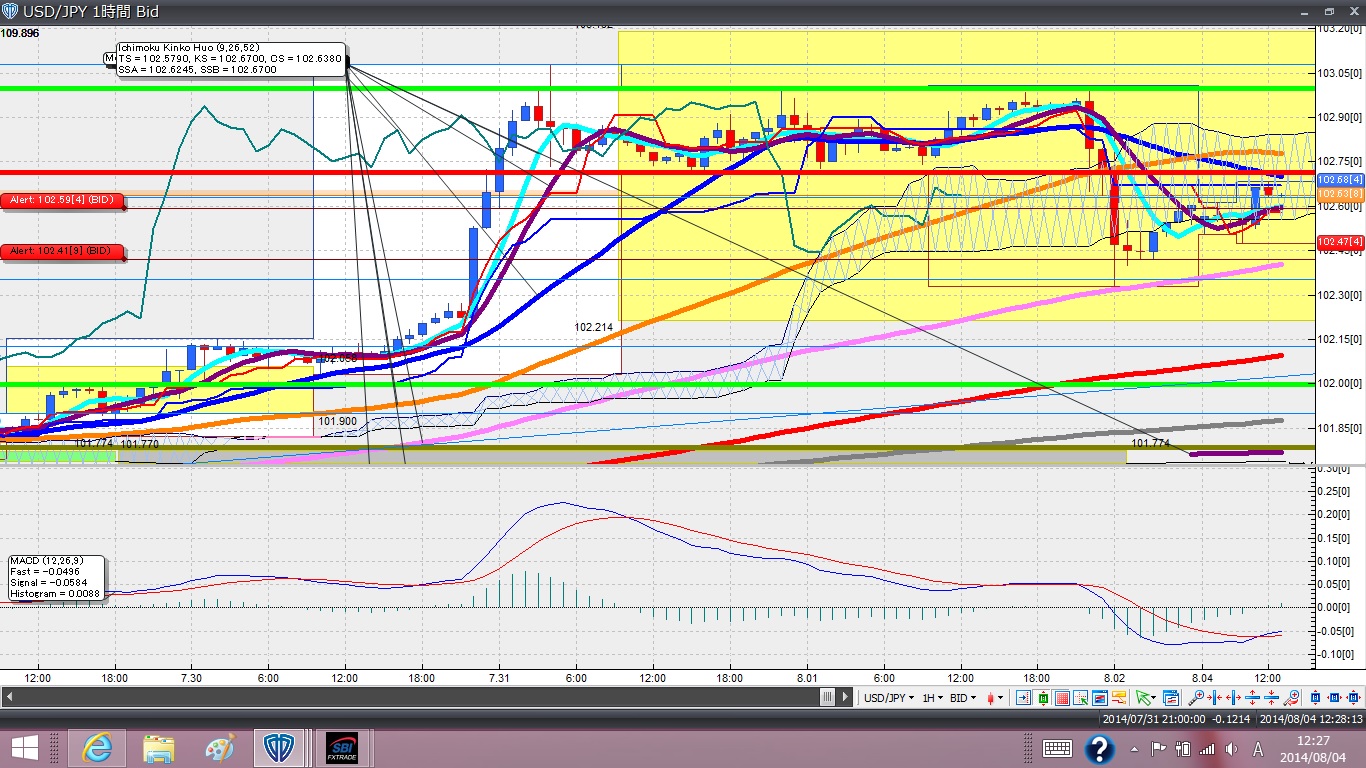 USD/JPY 1時間 Bid
109.896
Ichimoku Kinko Huo (9,26,52)
TS = 102.5790, KS = 102.6700, CS = 102.6380
SSA = 102.6245, SSB = 102.6700
103.20[0]
103.05[0]
102.90[0]
102.75[0]
102.68[4]
102.63[8]
102.60[0]
102.47[4]
102.30[0]
102.15[0]
102.00[0]
101.85[0]
Alert: 102.59[4] (BID)
Alert: 102.41[9] (BID)
102.214
101.900
101.774
101.770
101.774
0.30[0]
0.25[0]
0.20[0]
0.15[0]
0.10[0]
0.05[0]
0.00[0]
-0.05[0]
-0.10[0]
MACD (12,26,9)
Fast = -0.0496
Signal = -0.0584
Histogram = 0.0088
12:00 18:00 7.30 6:00 12:00 18:00 7.31 6:00 12:00 18:00 8.01 6:00 12:00 18:00 8.02 8.04 12:00
USD/JPY 1H BID
2014/07/31 21:00:00 -0.1214 2014/08/04 12:28:13
SBI
FXTRADE
A
12:27
2014/08/04